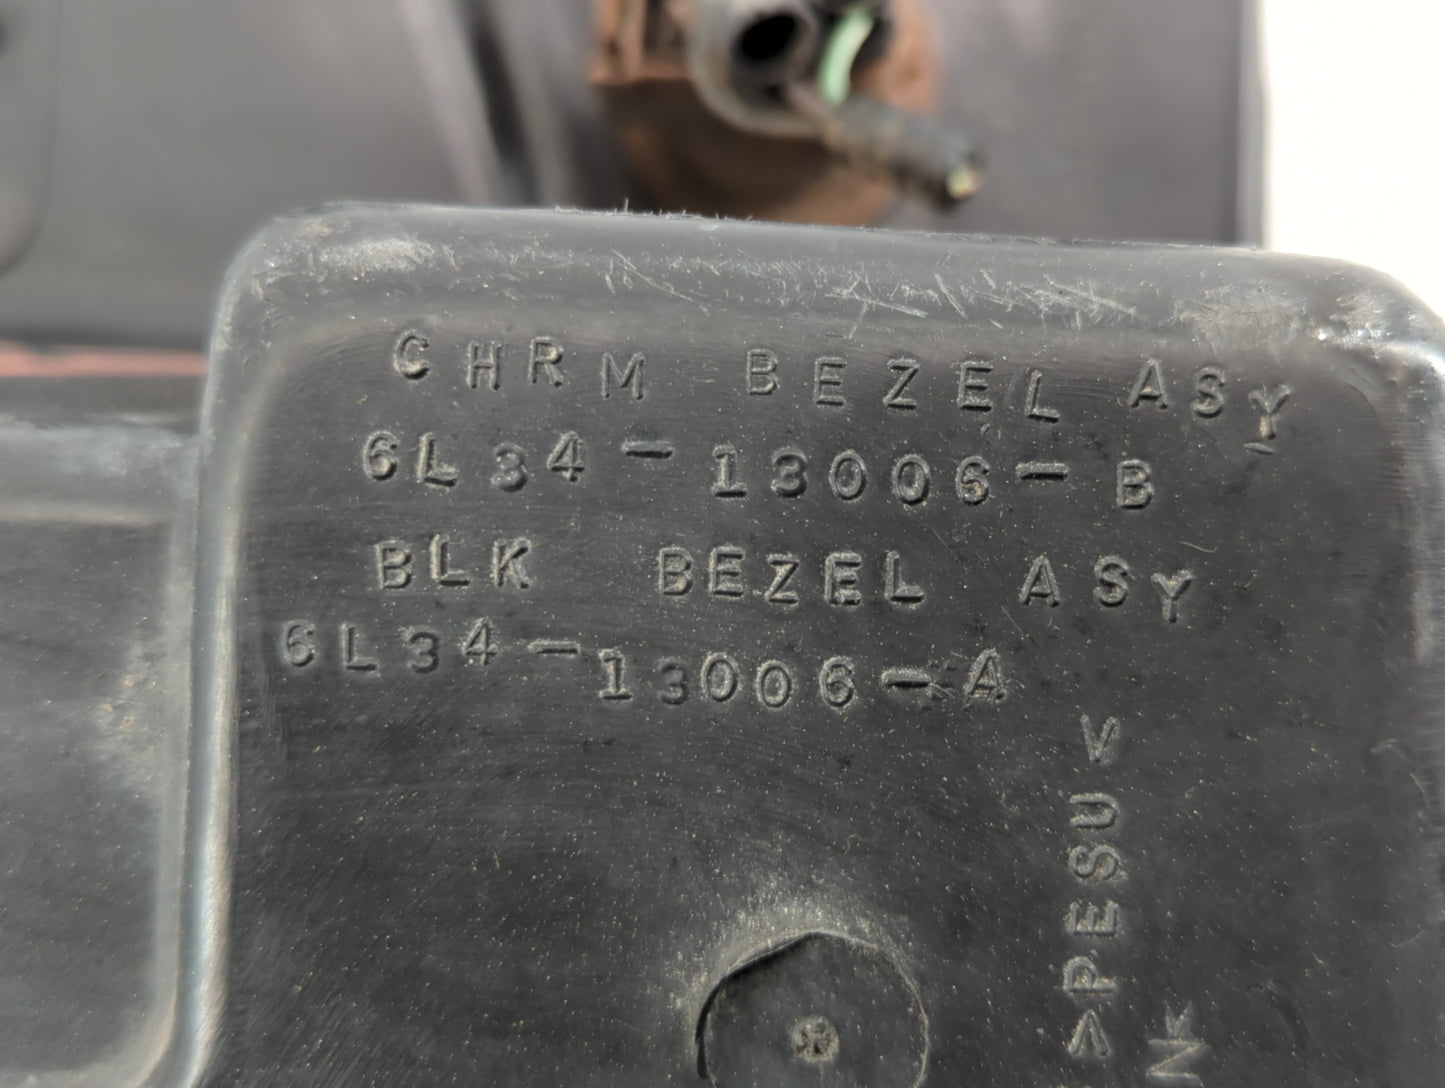 CHRM BEZEL ASY
6L34-13006-B
BLK BEZEL ASY
6L34-13006-A
>PESU<